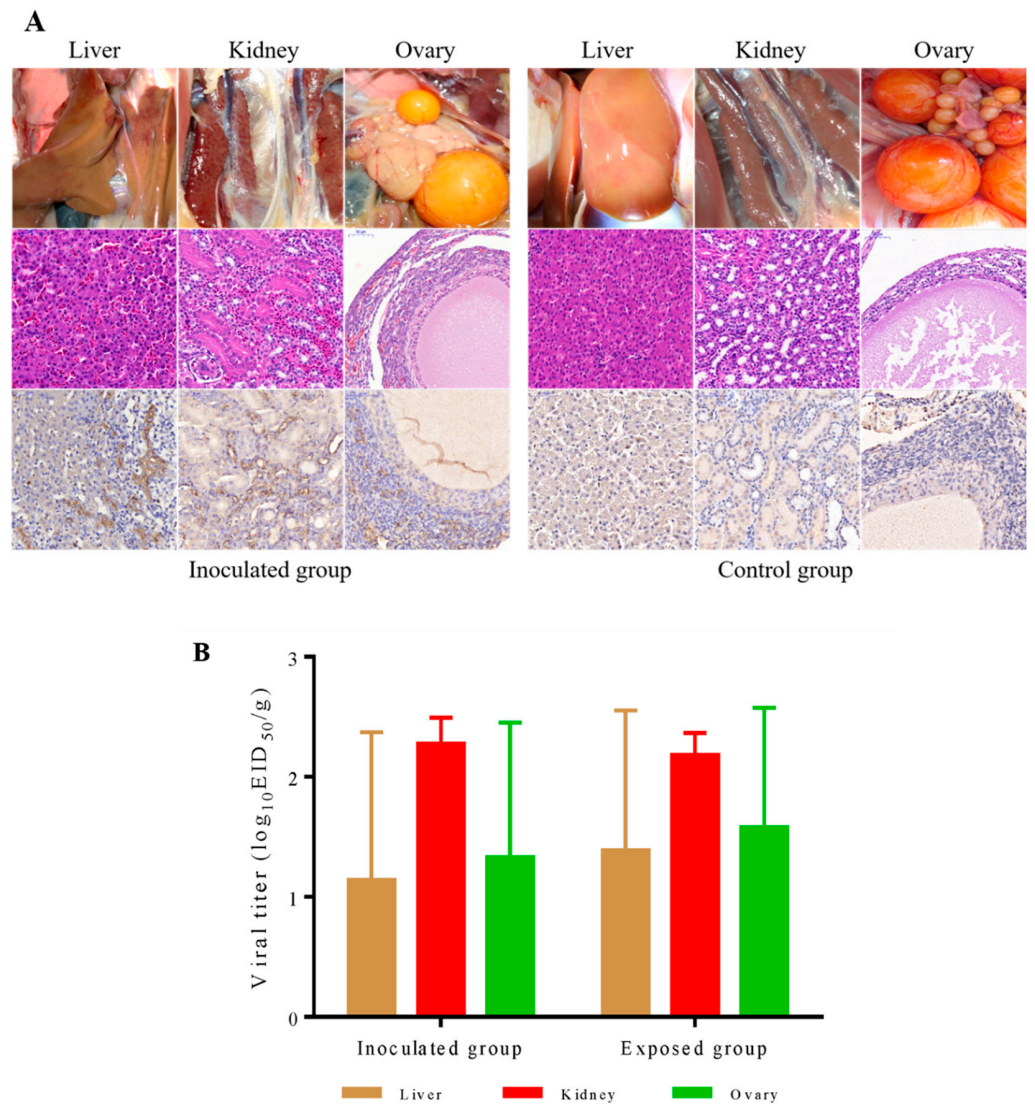 A
Liver Kidney Ovary Liver Kidney Ovary
Inoculated group Control group
B
Viral titer (log10EID50/g)
3
2
1
0
Inoculated group Exposed group
Liver Kidney Ovary